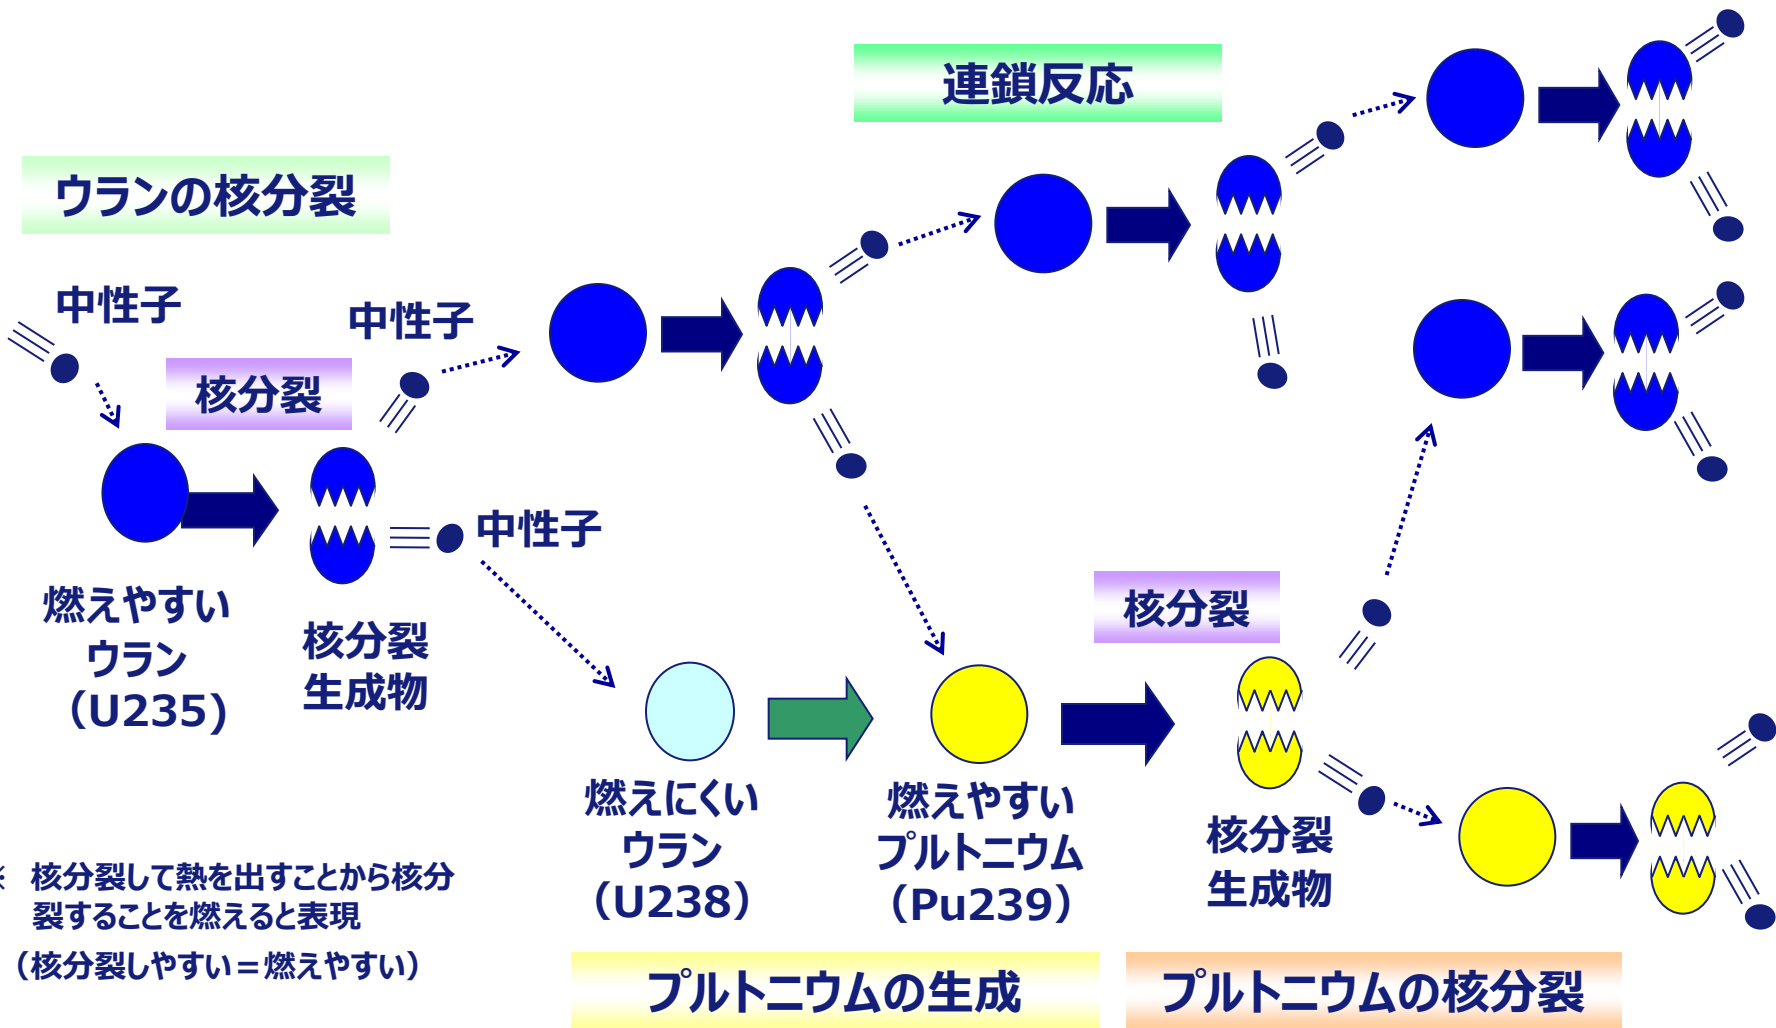 連鎖反応
ウランの核分裂
中性子
中性子
核分裂
中性子
燃えやすい
ウラン
（U235）
核分裂
生成物
核分裂
燃えにくい
ウラン
（U238）
燃えやすい
プルトニウム
（Pu239）
核分裂
生成物
※ 核分裂して熱を出すことから核分
裂することを燃えると表現
（核分裂しやすい＝燃えやすい）
プルトニウムの生成
プルトニウムの核分裂